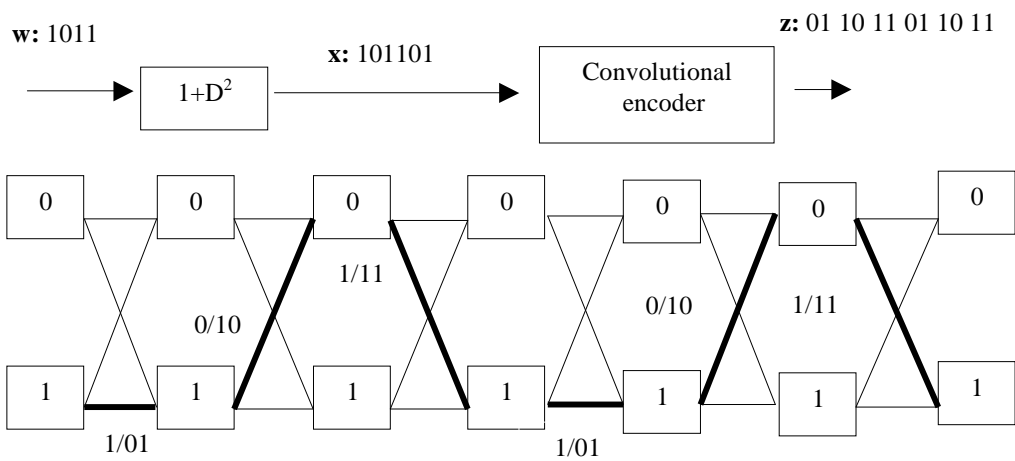 w: 1011
x: 101101
z: 01 10 11 01 10 11
1+D²
Convolutional
encoder
0 0 0 0 0 0 0
1/11
0/10 0/10 1/11
1 1 1 1 1 1 1
1/01 1/01